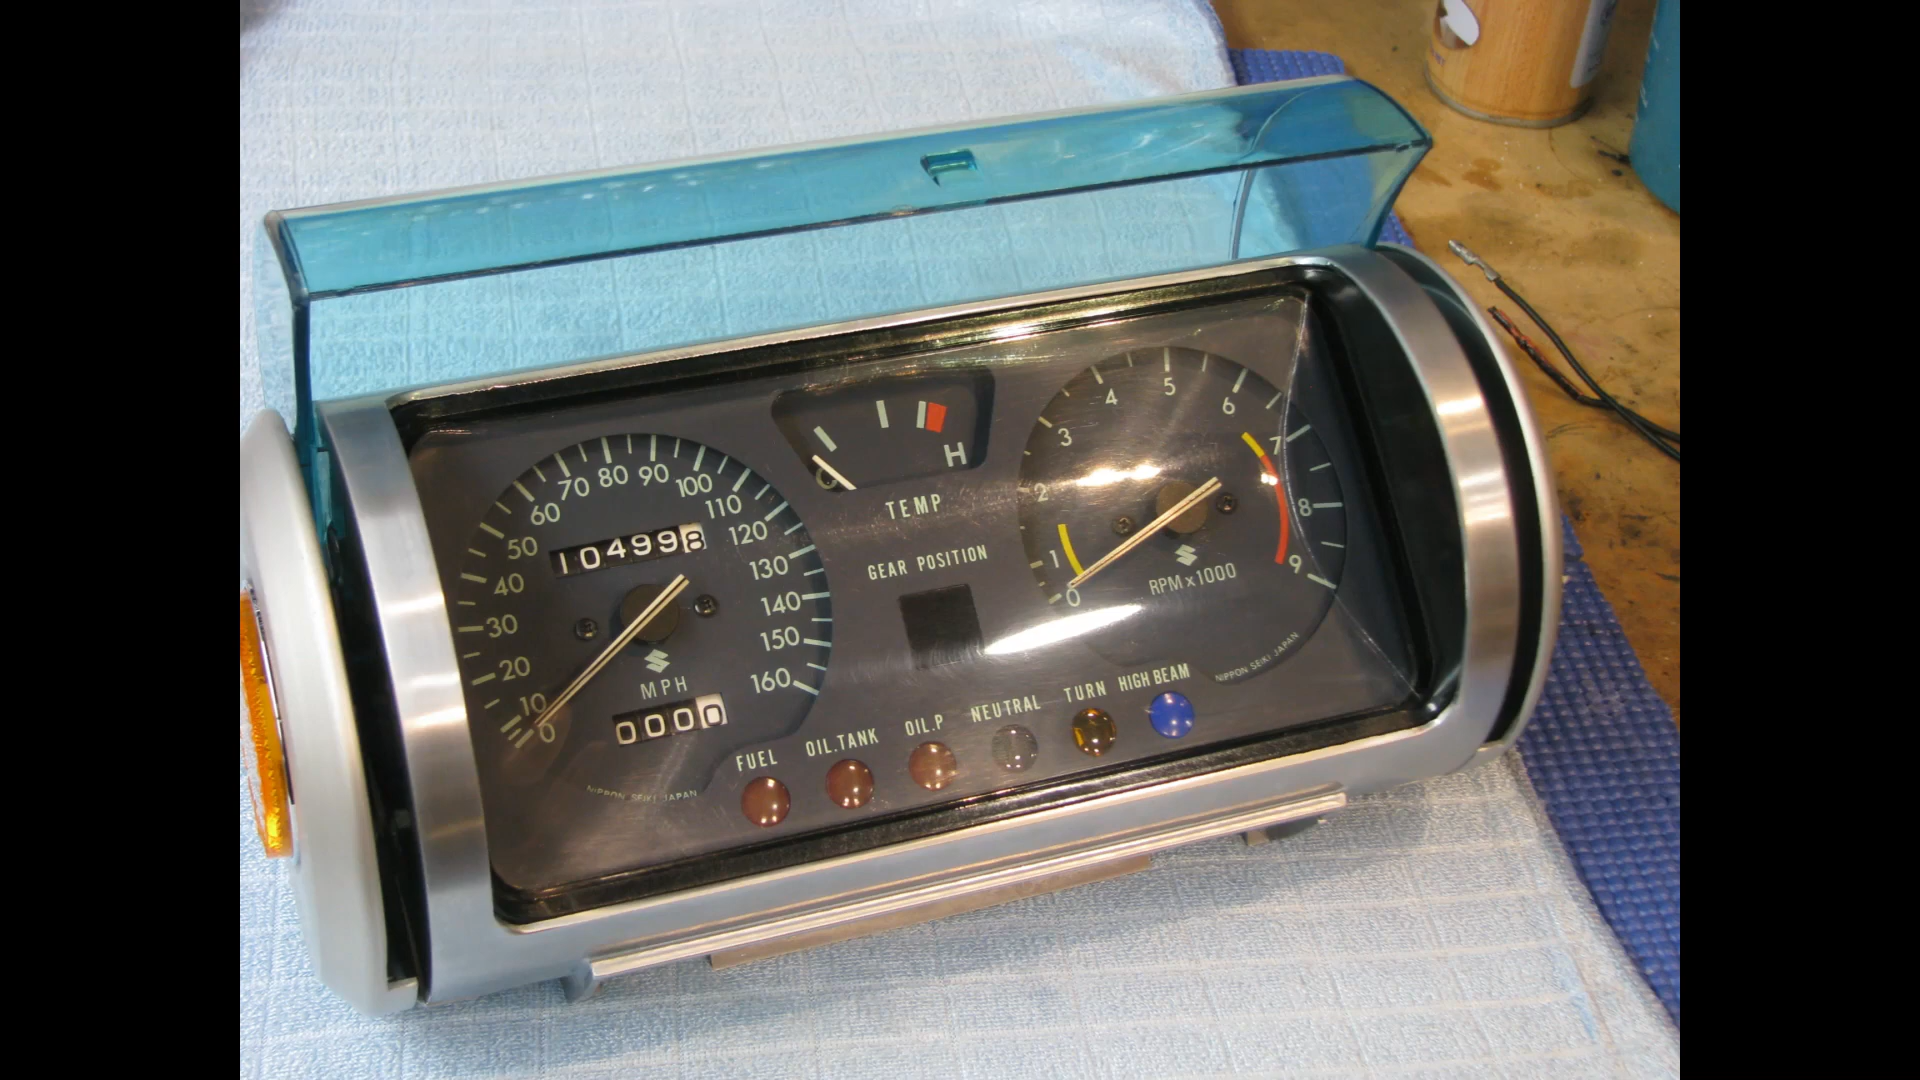 10 20 30 40 50 60 70 80 90 100 110 120 130 140 150 160
0
104998
MPH
0000
NIPPON SEIKI JAPAN
C H
TEMP
GEAR POSITION
0 1 2 3 4 5 6 7 8 9
RPM x 1000
NIPPON SEIKI JAPAN
FUEL OIL.TANK OIL.P NEUTRAL TURN HIGH BEAM